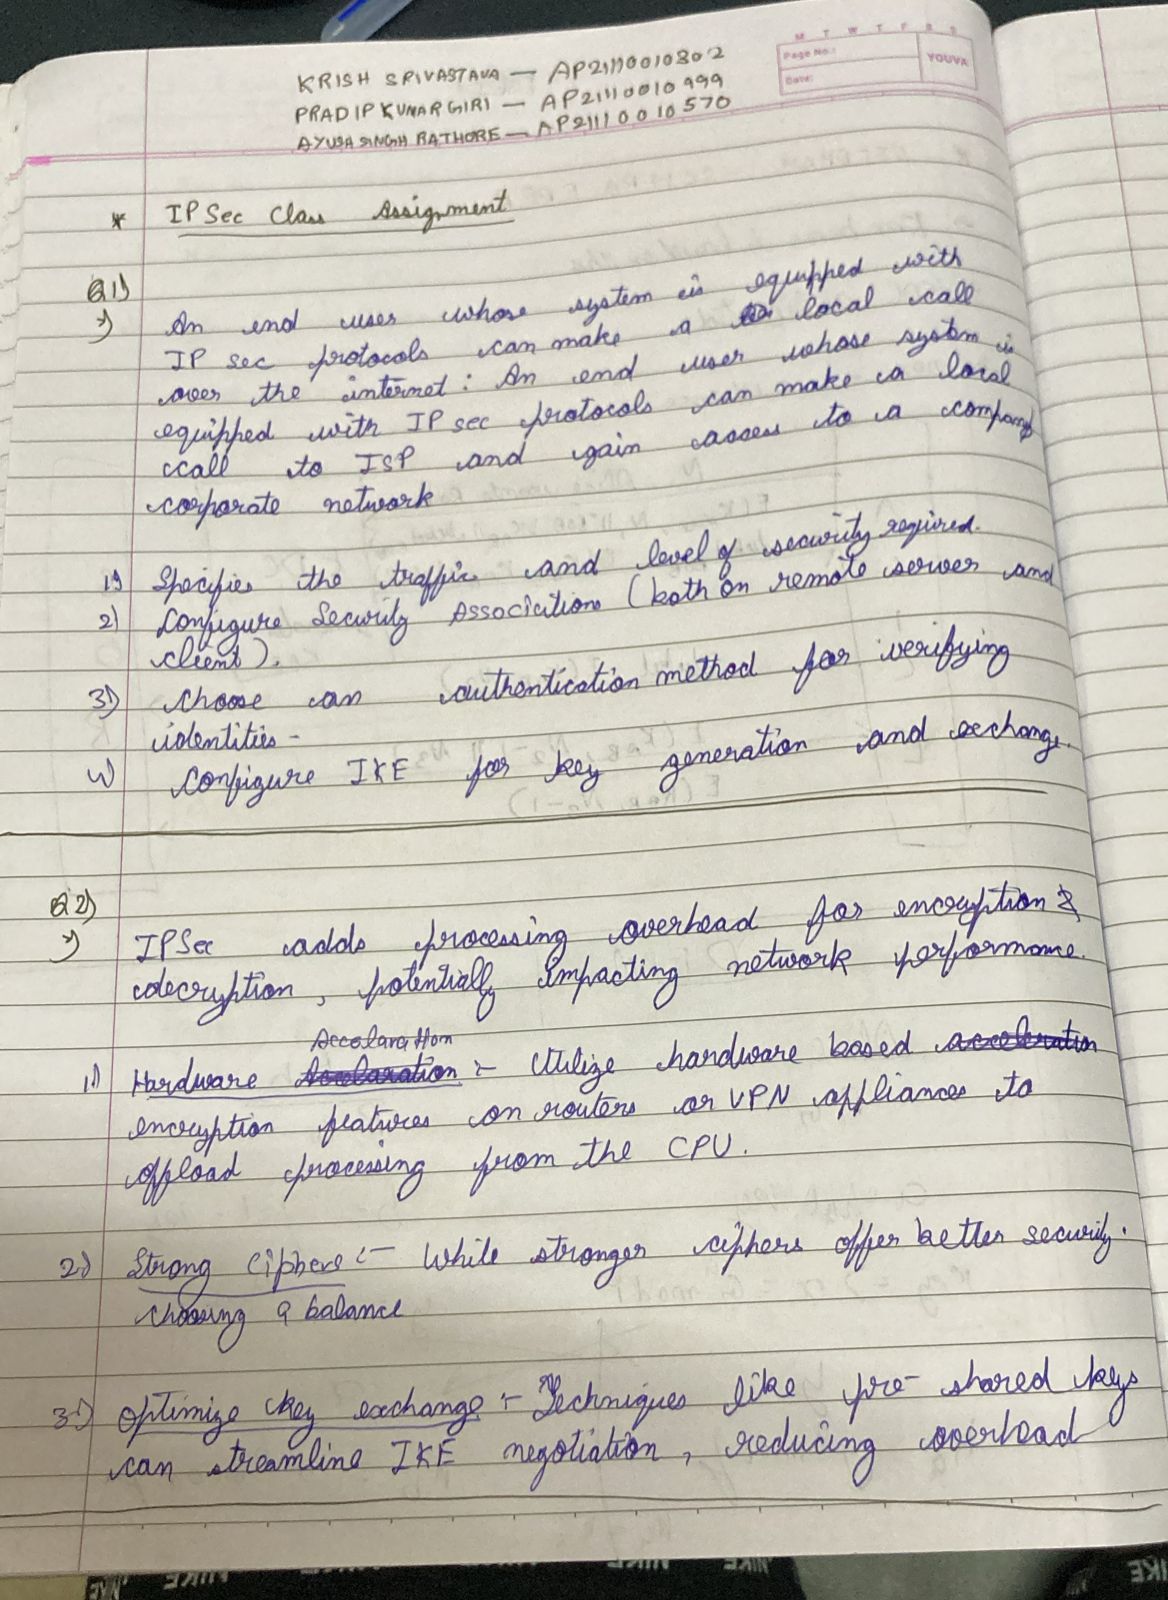 M T W T F S S
Page No.:
Date:
YOUVA
KRISH SRIVASTAVA — AP21110010802
PRADIP KUMAR GIRI — AP21110010999
AYUSH SINGH RATHORE — AP21110010570
* IPSec Class Assignment
Q1)
An end user whose system is equipped with
IP sec protocols can make a local call
over the internet: An end user whose system is
equipped with IP sec protocols can make a local
call to ISP and gain access to a company
corporate network
1) Specifies the traffic and level of security required.
2) Configure Security Associations (both on remote server and
client).
3) Choose an authentication method for verifying
identities -
4) Configure IKE for key generation and exchange.
Q2)
IPSec adds processing overhead for encryption &
decryption, potentially impacting network performance.
Accelaration
1) Hardware :- Utilize hardware based
encryption features on routers or VPN appliances to
offload processing from the CPU.
2) Strong Ciphers :- While stronger ciphers offer better security.
choosing a balance
3) Optimize key exchange :- Techniques like pre-shared keys
can streamline IKE negotiation, reducing overhead
NIKE